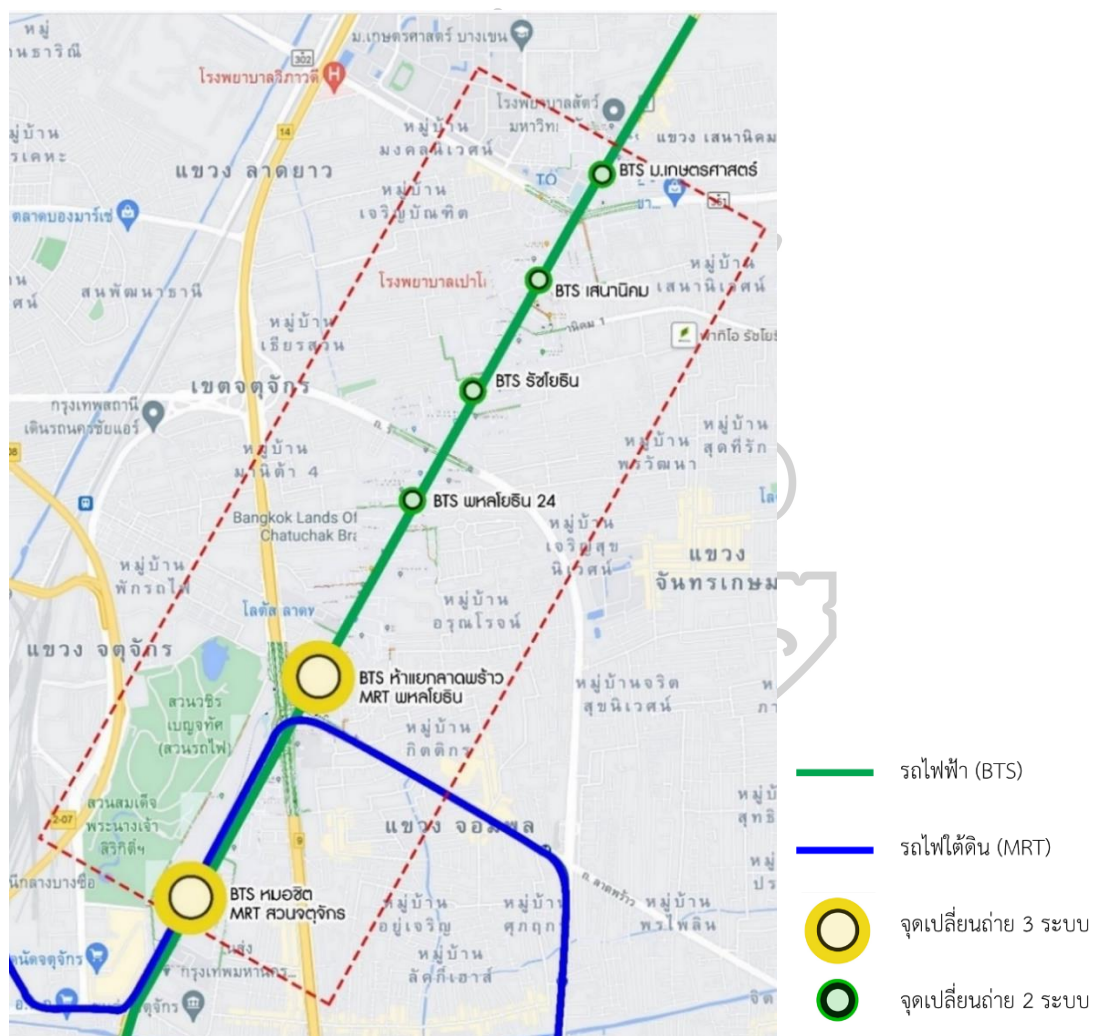 หมู่
ม.เกษตรศาสตร์ บางเขน
302
โรงพยาบาลวิภาวดี
H
โรงพยาบาลสัตว์
14
หมู่บ้าน
มงคลนิเวศน์
แขวง เสนานิคม
แขวง ลาดยาว
BTS ม.เกษตรศาสตร์
หมู่บ้าน
เจริญบัณฑิต
TO
ตลาดบองมาร์เช่
หมู่บ้าน
เสนานิเวศน์
โรงพยาบาลเปาโ
สนพัฒนาธานี
BTS เสนานิคม
หมู่บ้าน
เธียรสวน
BTS รัชโยธิน
เขตจตุจักร
กรุงเทพสถานี
เดินรถนครชัยแอร์
หมู่บ้าน
มานิต้า 4
หมู่บ้าน
พรวัฒนา
หมู่บ้าน
สุดที่รัก
BTS พหลโยธิน 24
Bangkok Lands Of
Chatuchak Bra
หมู่บ้าน
เจริญสุข
นิเวศน์
แขวง
จันทรเกษม
หมู่บ้าน
พักรถไฟ
หมู่บ้าน
อรุณโรจน์
โลตัส ลาดพ
แขวง จตุจักร
BTS ห้าแยกลาดพร้าว
MRT พหลโยธิน
หมู่บ้านจริต
สุขนิเวศน์
สวนวชิร
เบญจทัศ
(สวนรถไฟ)
หมู่บ้าน
กิตติกร
รถไฟฟ้า (BTS)
สวนสมเด็จ
พระนางเจ้า
สิริกิติ์ฯ
แขวง จอมพล
9
รถไฟใต้ดิน (MRT)
BTS หมอชิต
MRT สวนจตุจักร
ถ. ลาดพร้าว
หมู่บ้าน
อยู่เจริญ
หมู่บ้าน
พรไพลิน
จุดเปลี่ยนถ่าย 3 ระบบ
หมู่บ้าน
ลัคกี้เฮาส์
จุดเปลี่ยนถ่าย 2 ระบบ